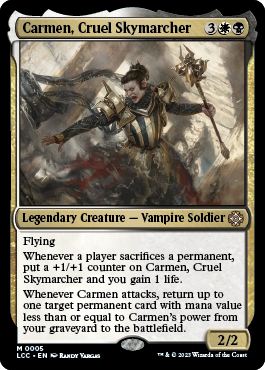 Carmen, Cruel Skymarcher 3
Legendary Creature — Vampire Soldier
Flying
Whenever a player sacrifices a permanent,
put a +1/+1 counter on Carmen, Cruel
Skymarcher and you gain 1 life.
Whenever Carmen attacks, return up to
one target permanent card with mana value
less than or equal to Carmen's power from
your graveyard to the battlefield.
2/2
M 0005
LCC • EN RANDY VARGAS
™ & © 2023 Wizards of the Coast